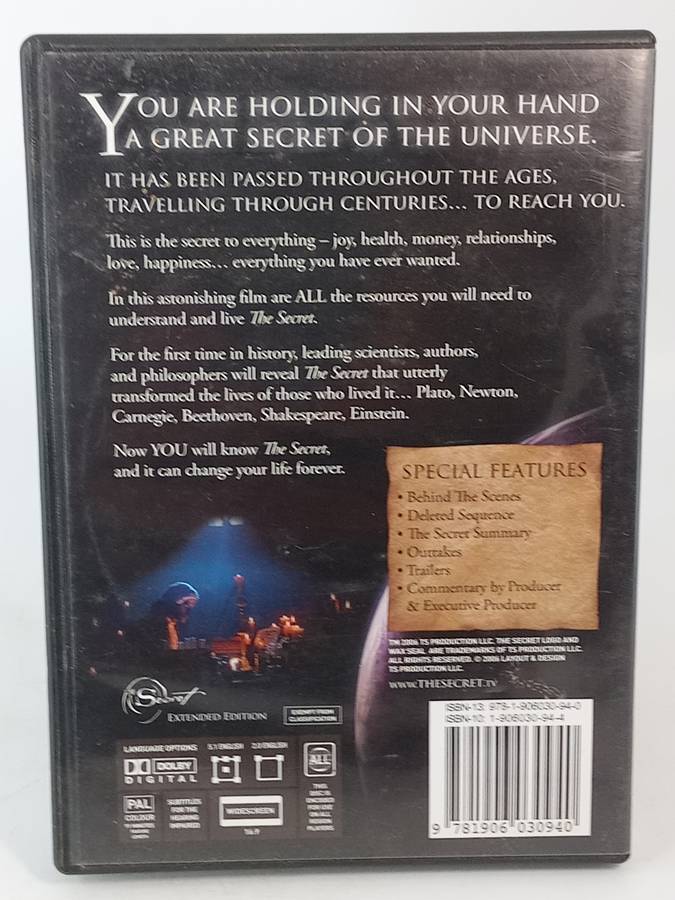 YOU ARE HOLDING IN YOUR HAND
A GREAT SECRET OF THE UNIVERSE.
IT HAS BEEN PASSED THROUGHOUT THE AGES,
TRAVELLING THROUGH CENTURIES... TO REACH YOU.
This is the secret to everything – joy, health, money, relationships,
love, happiness... everything you have ever wanted.
In this astonishing film are ALL the resources you will need to
understand and live The Secret.
For the first time in history, leading scientists, authors,
and philosophers will reveal The Secret that utterly
transformed the lives of those who lived it... Plato, Newton,
Carnegie, Beethoven, Shakespeare, Einstein.
Now YOU will know The Secret,
and it can change your life forever.
SPECIAL FEATURES
• Behind The Scenes
• Deleted Sequence
• The Secret Summary
• Outtakes
• Trailers
• Commentary by Producer
& Executive Producer
TM 2006 TS PRODUCTION LLC. THE SECRET LOGO AND
WAX SEAL ARE TRADEMARKS OF TS PRODUCTION LLC.
ALL RIGHTS RESERVED. © 2006 LAYOUT & DESIGN
TS PRODUCTION LLC.
WWW.THESECRET.TV
Secret
EXTENDED EDITION
EXEMPT FROM
CLASSIFICATION
ISBN-13: 978-1-906030-94-0
ISBN-10: 1-906030-94-4
9 781906 030940
LANGUAGE OPTIONS
5.1 ENGLISH
2.0 ENGLISH
DOLBY
DIGITAL
ALL
THIS
DISC IS
ENCODED
FOR USE
ON ALL
REGION
PLAYERS
PAL
COLOUR
SUBTITLES
FOR THE
HEARING
IMPAIRED
WIDESCREEN
16:9